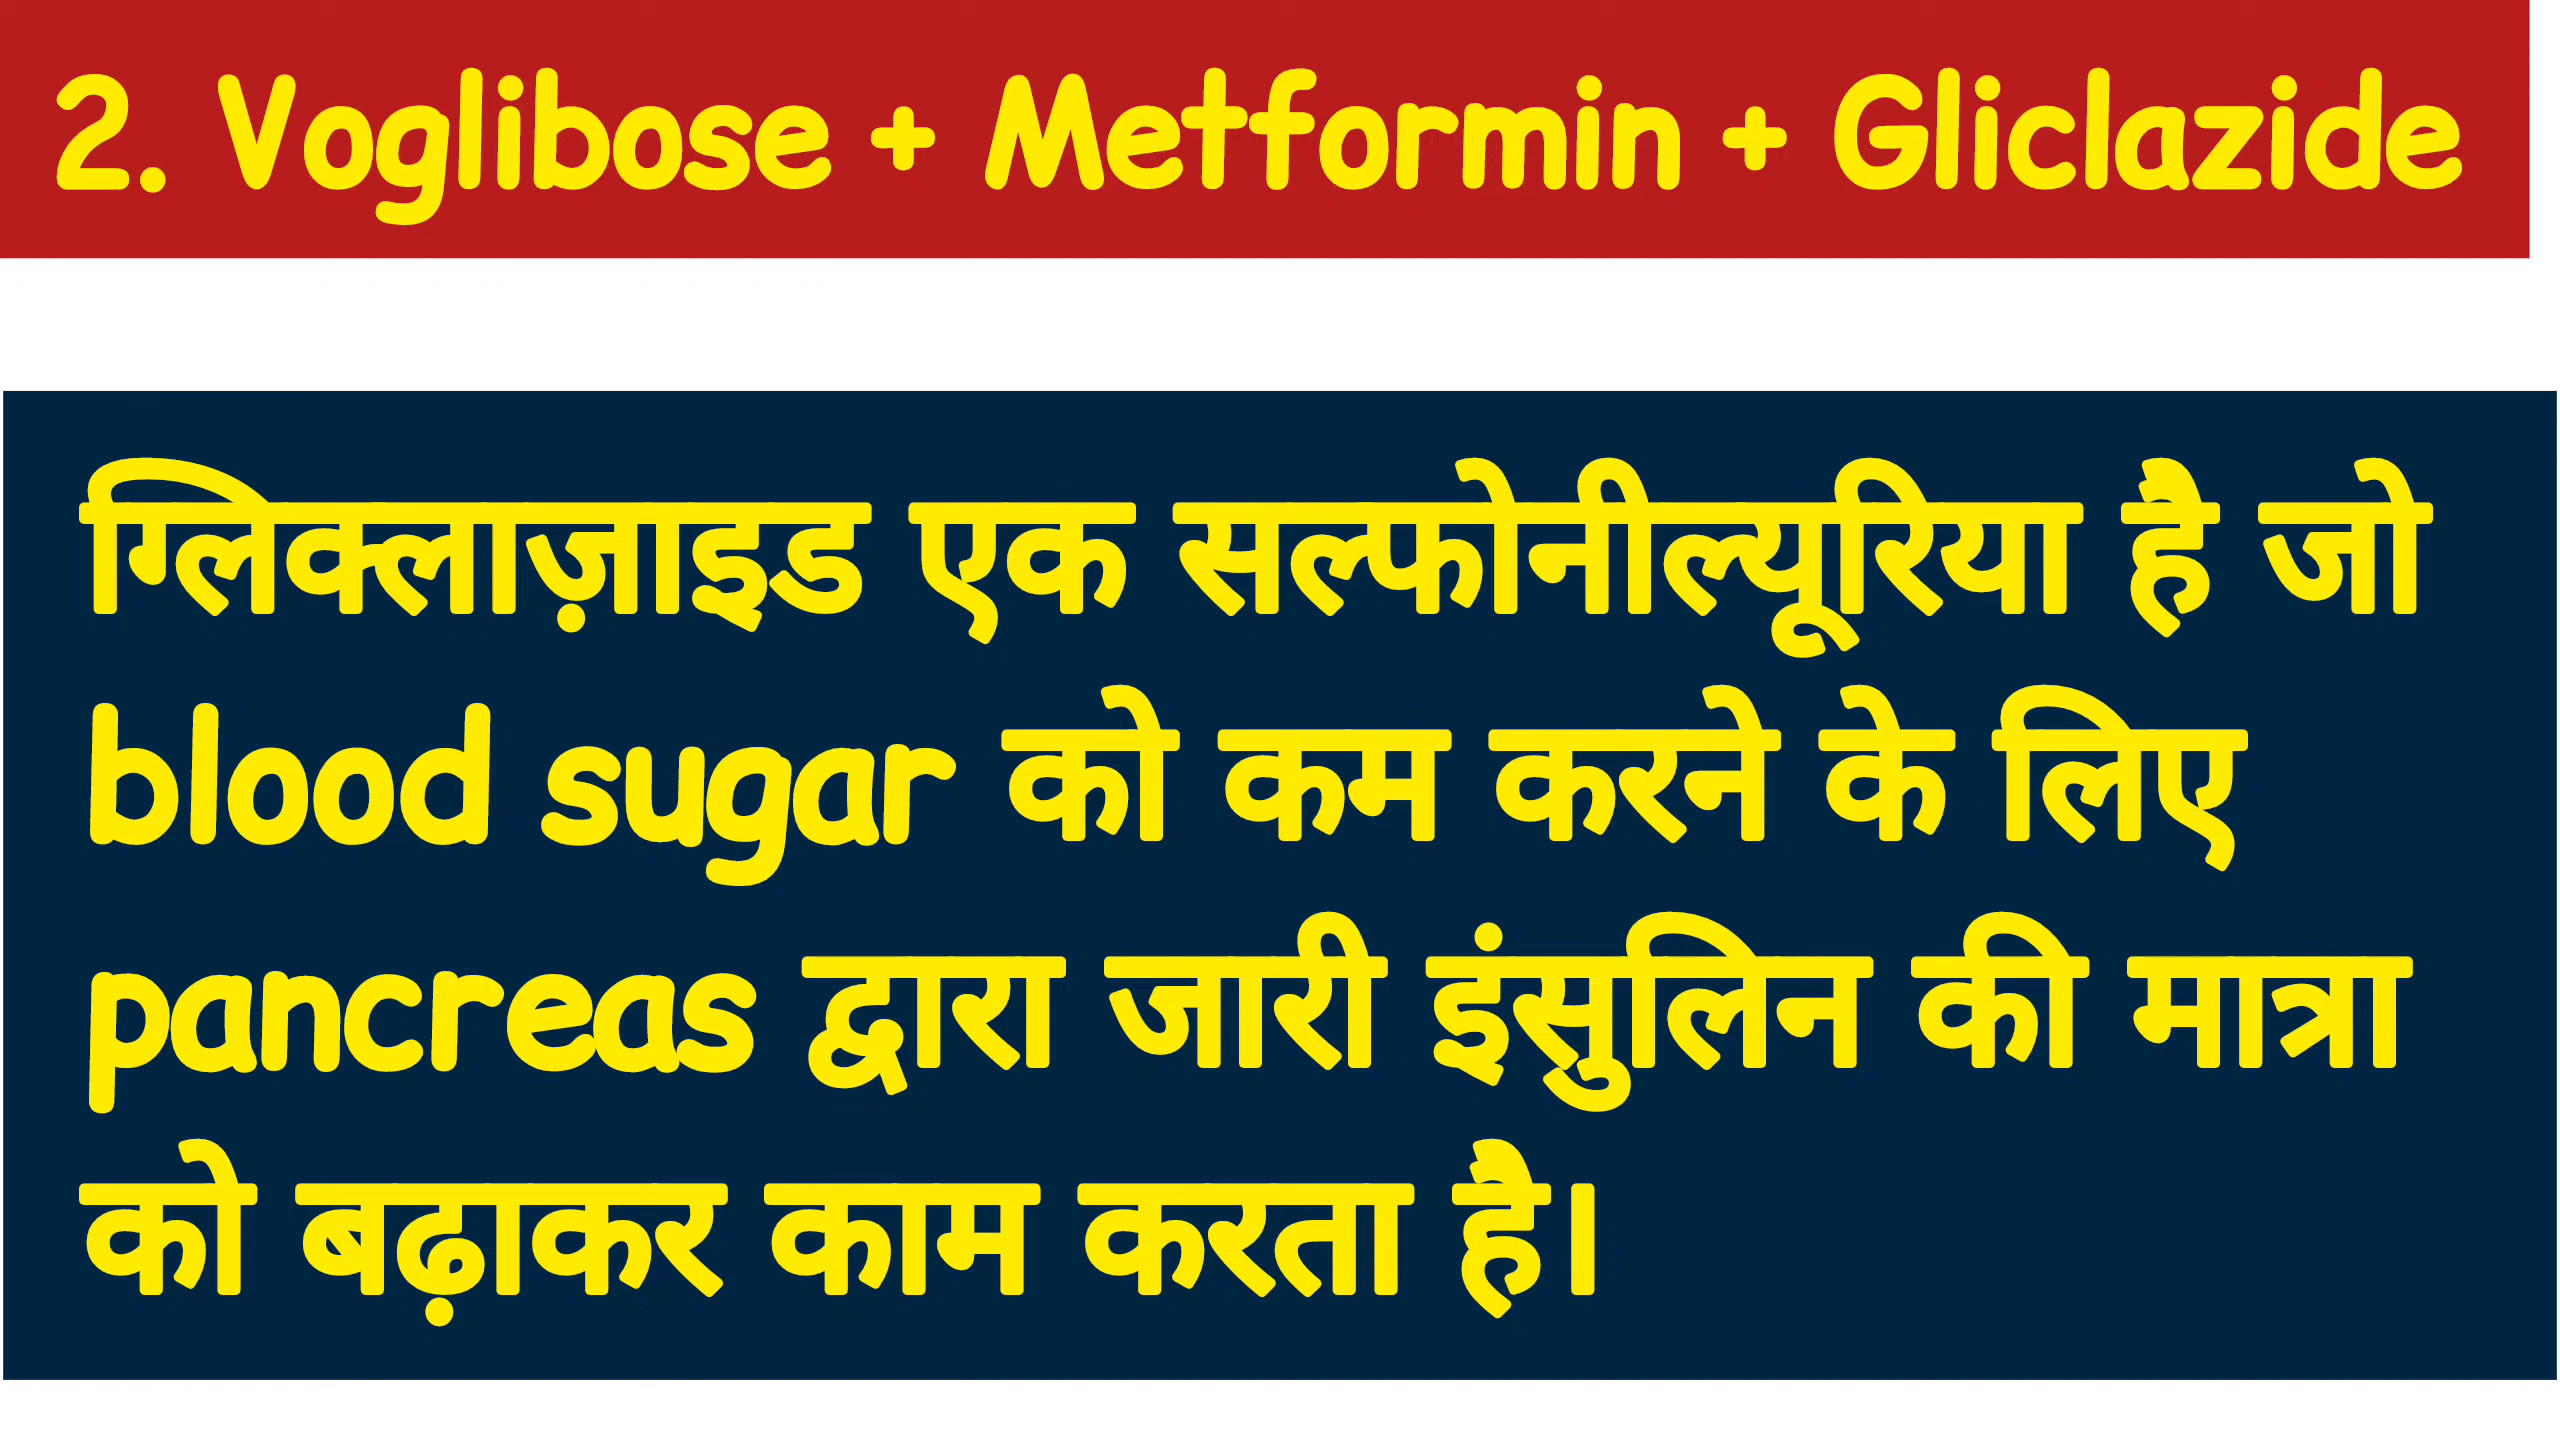 2. Voglibose + Metformin + Gliclazide
ग्लिक्लाज़ाइड एक सल्फोनील्यूरिया है जो
blood sugar को कम करने के लिए
pancreas द्वारा जारी इंसुलिन की मात्रा
को बढ़ाकर काम करता है।